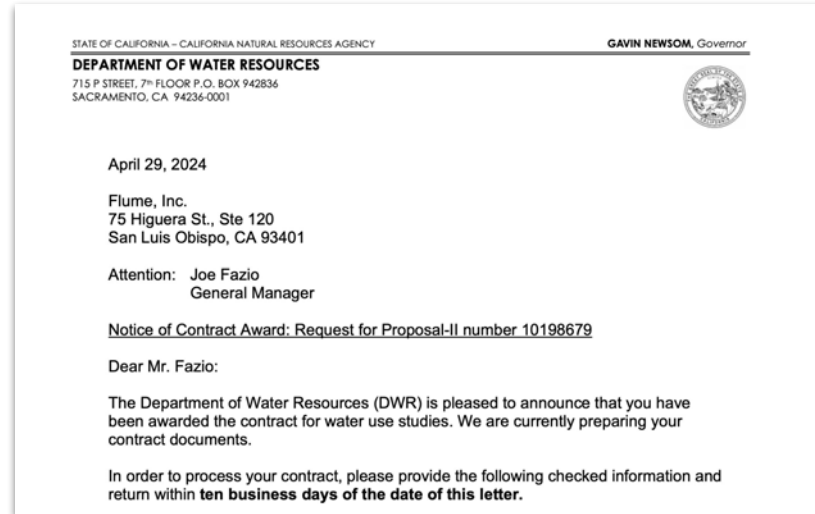 STATE OF CALIFORNIA – CALIFORNIA NATURAL RESOURCES AGENCY
GAVIN NEWSOM, Governor
DEPARTMENT OF WATER RESOURCES
715 P STREET, 7th FLOOR P.O. BOX 942836
SACRAMENTO, CA 94236-0001
April 29, 2024
Flume, Inc.
75 Higuera St., Ste 120
San Luis Obispo, CA 93401
Attention: Joe Fazio
General Manager
Notice of Contract Award: Request for Proposal-II number 10198679
Dear Mr. Fazio:
The Department of Water Resources (DWR) is pleased to announce that you have
been awarded the contract for water use studies. We are currently preparing your
contract documents.
In order to process your contract, please provide the following checked information and
return within ten business days of the date of this letter.